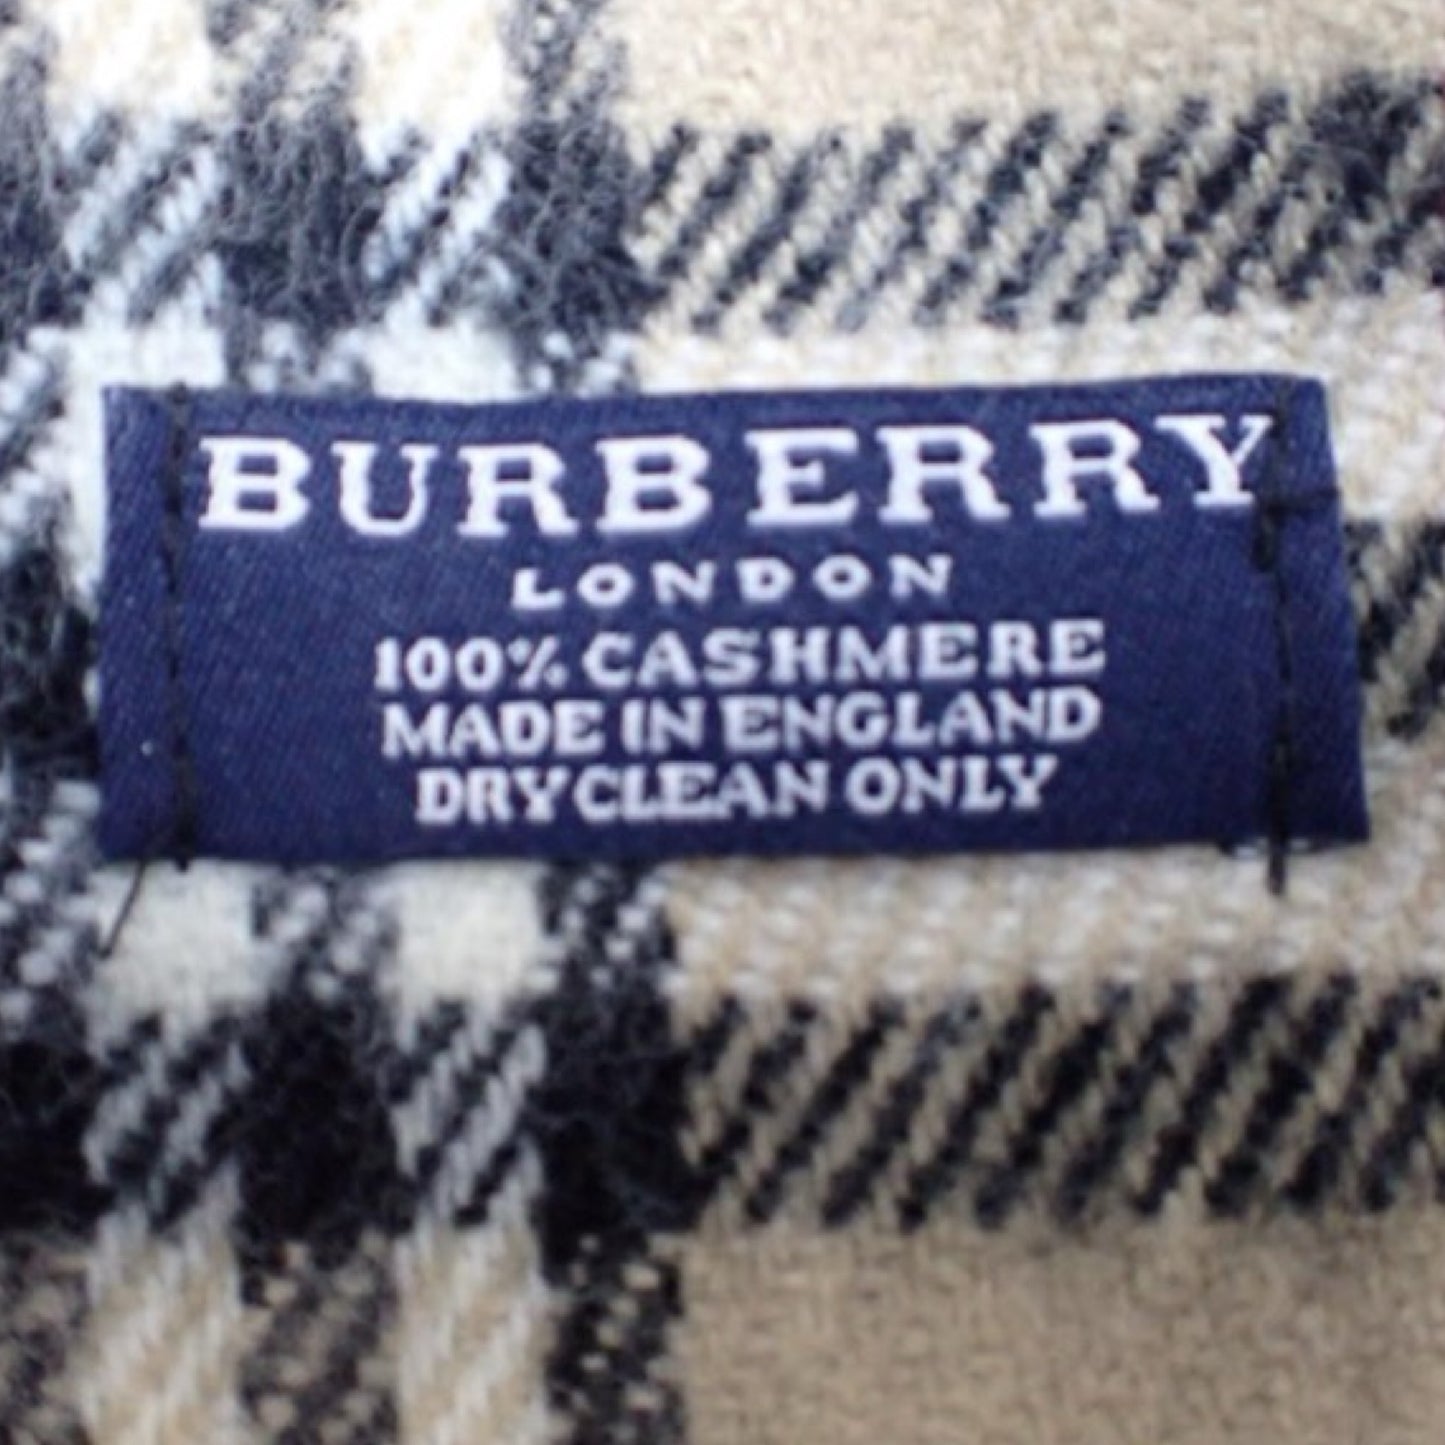 BURBERRY
LONDON
100% CASHMERE
MADE IN ENGLAND
DRY CLEAN ONLY